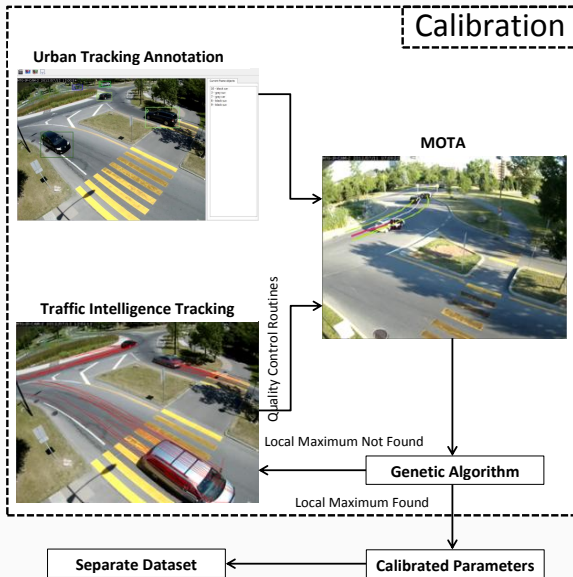 Calibration
Urban Tracking Annotation
MOTA
Traffic Intelligence Tracking
Quality Control Routines
Local Maximum Not Found
Genetic Algorithm
Local Maximum Found
Separate Dataset
Calibrated Parameters